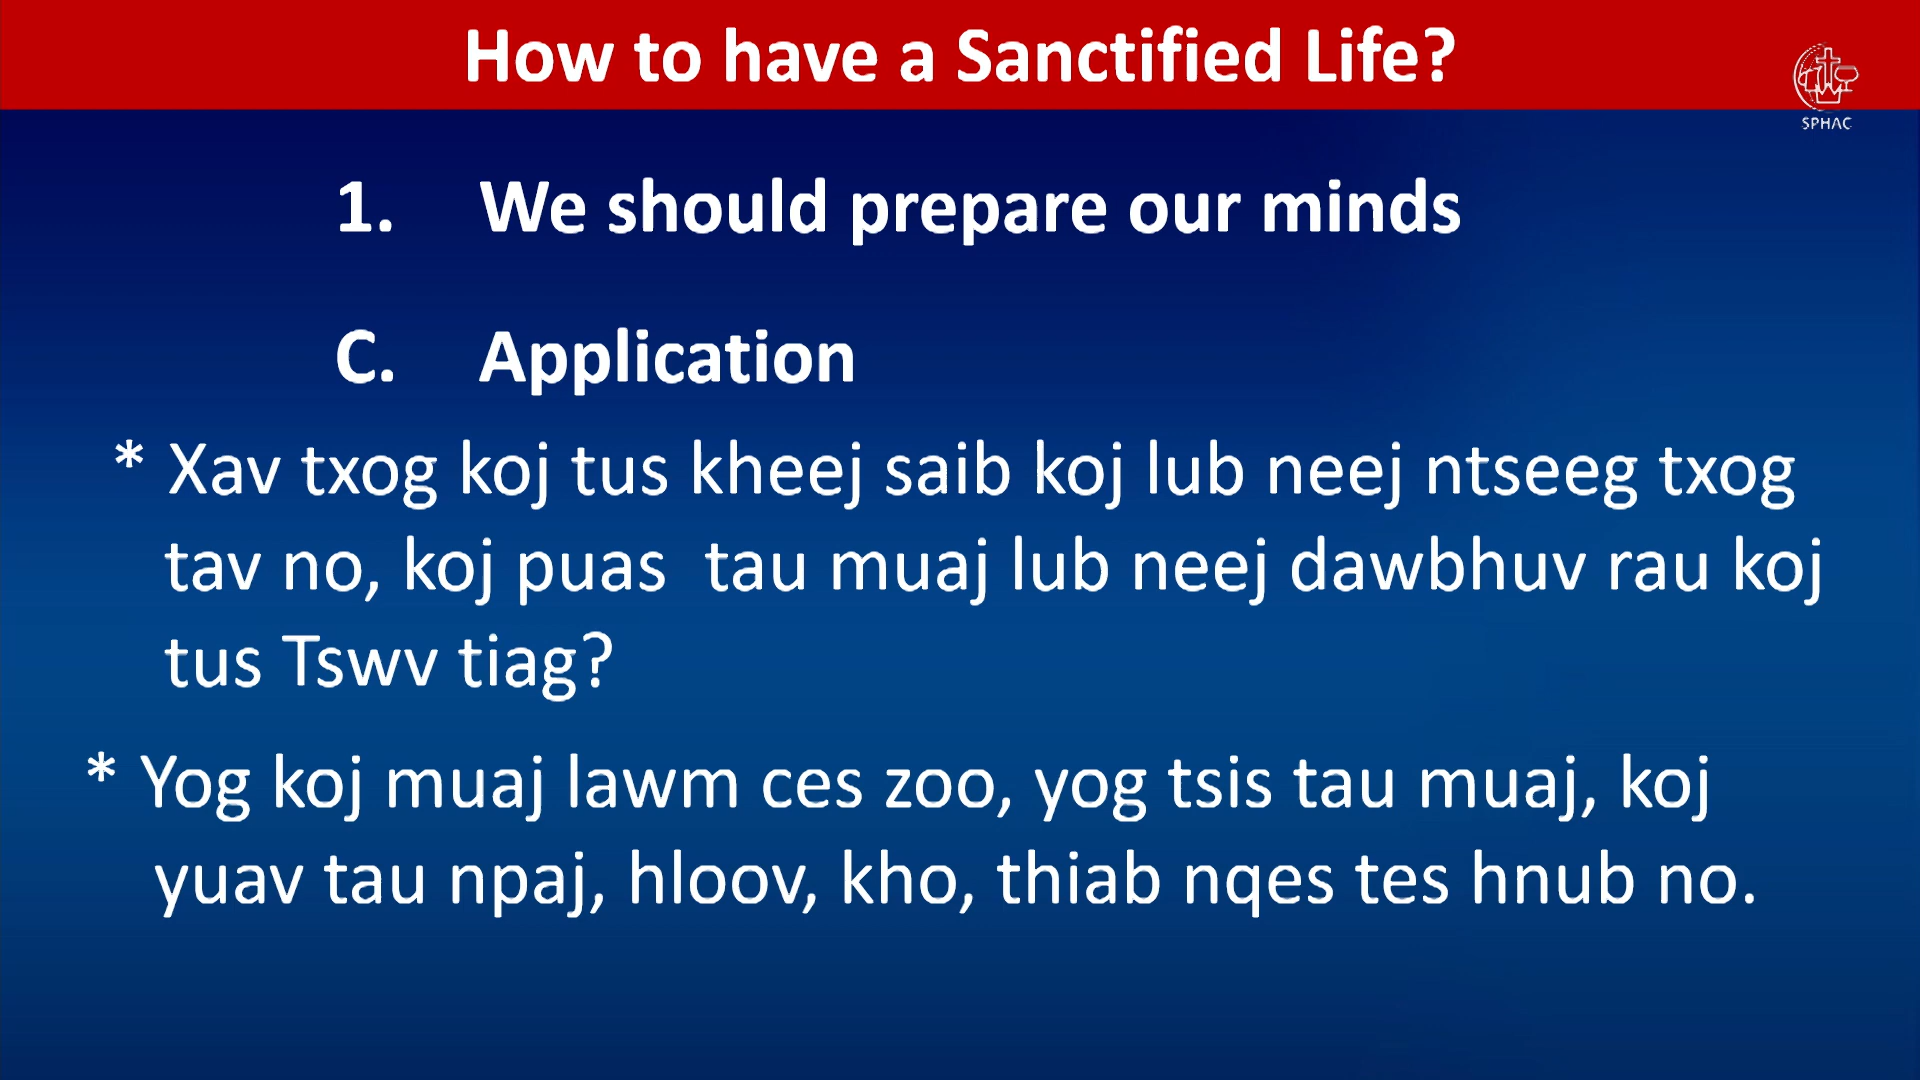 How to have a Sanctified Life?
SPHAC
1. We should prepare our minds
C. Application
* Xav txog koj tus kheej saib koj lub neej ntseeg txog
tav no, koj puas tau muaj lub neej dawbhuv rau koj
tus Tswv tiag?
* Yog koj muaj lawm ces zoo, yog tsis tau muaj, koj
yuav tau npaj, hloov, kho, thiab nqes tes hnub no.